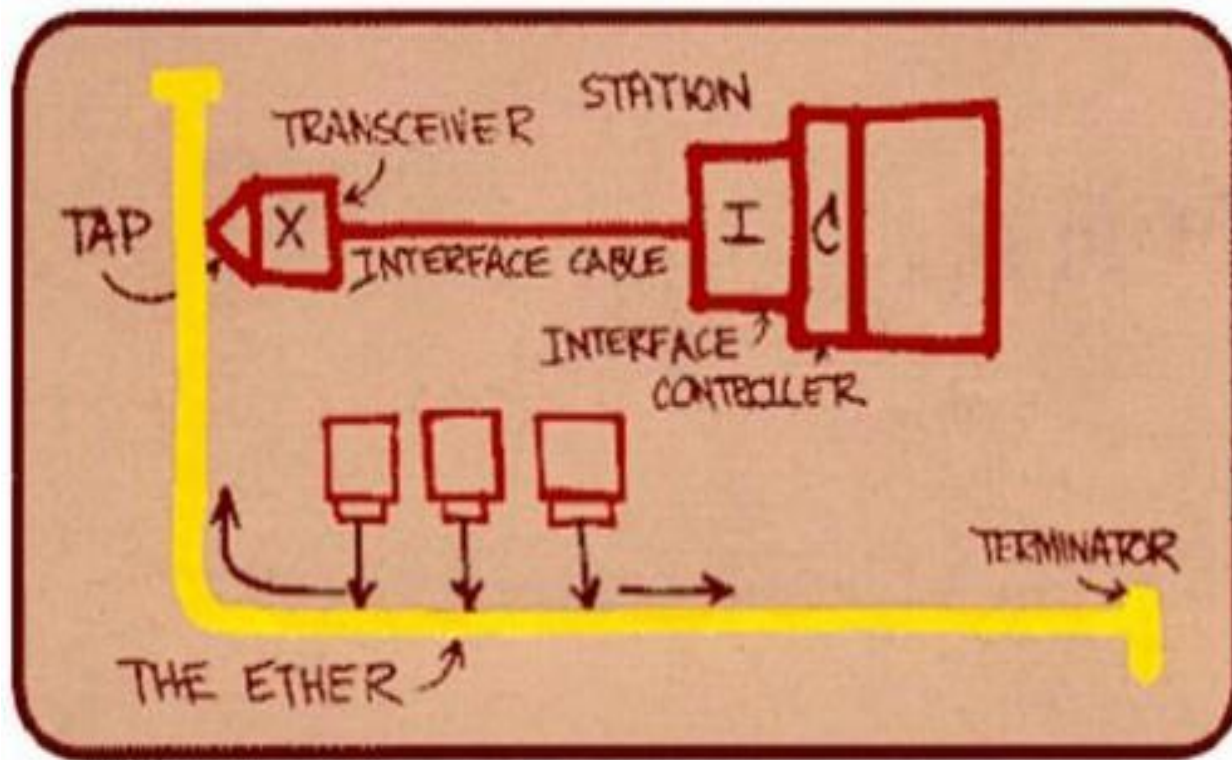 STATION
TRANSCEIVER
TAP
X
I
C
INTERFACE CABLE
INTERFACE
CONTROLLER
TERMINATOR
THE ETHER